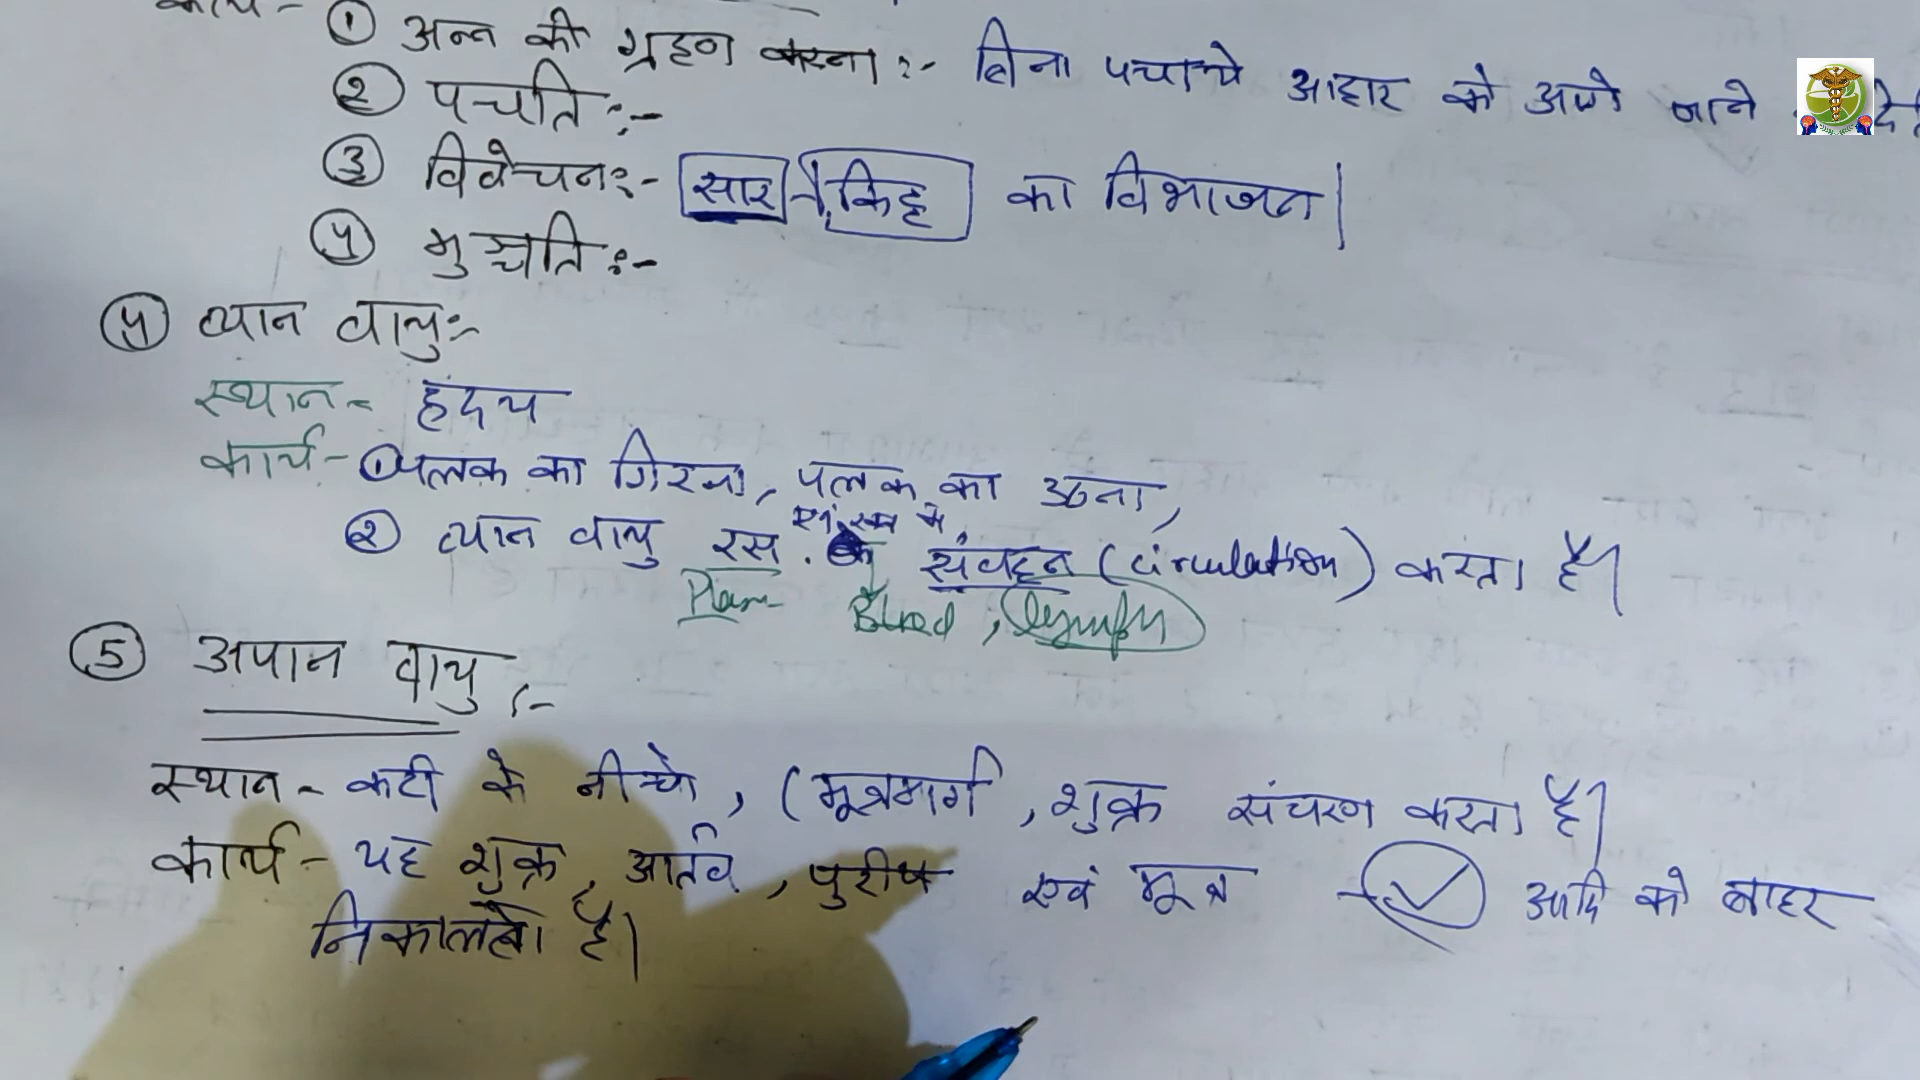 कार्य - ① अन्न को ग्रहण करना :- बिना पचाये आहार को आगे जाने
② पचति :-
③ विवेचन :- सार - किट्ट का विभाजन|
④ मुञ्चति :-
④ व्यान वायु :-
स्थान - हृदय
कार्य - ① पलक का गिरना, पलक का उठना,
एवं रक्त का
② व्यान वायु रस संवहन (circulation) करता है|
Blood, lymph
⑤ अपान वायु :-
स्थान - कटी के नीचे, (मूत्रमार्ग, शुक्र संचरण करता है|
कार्य - यह शुक्र, आर्तव, पुरीष एवं मूत्र आदि को बाहर
निकालता है|